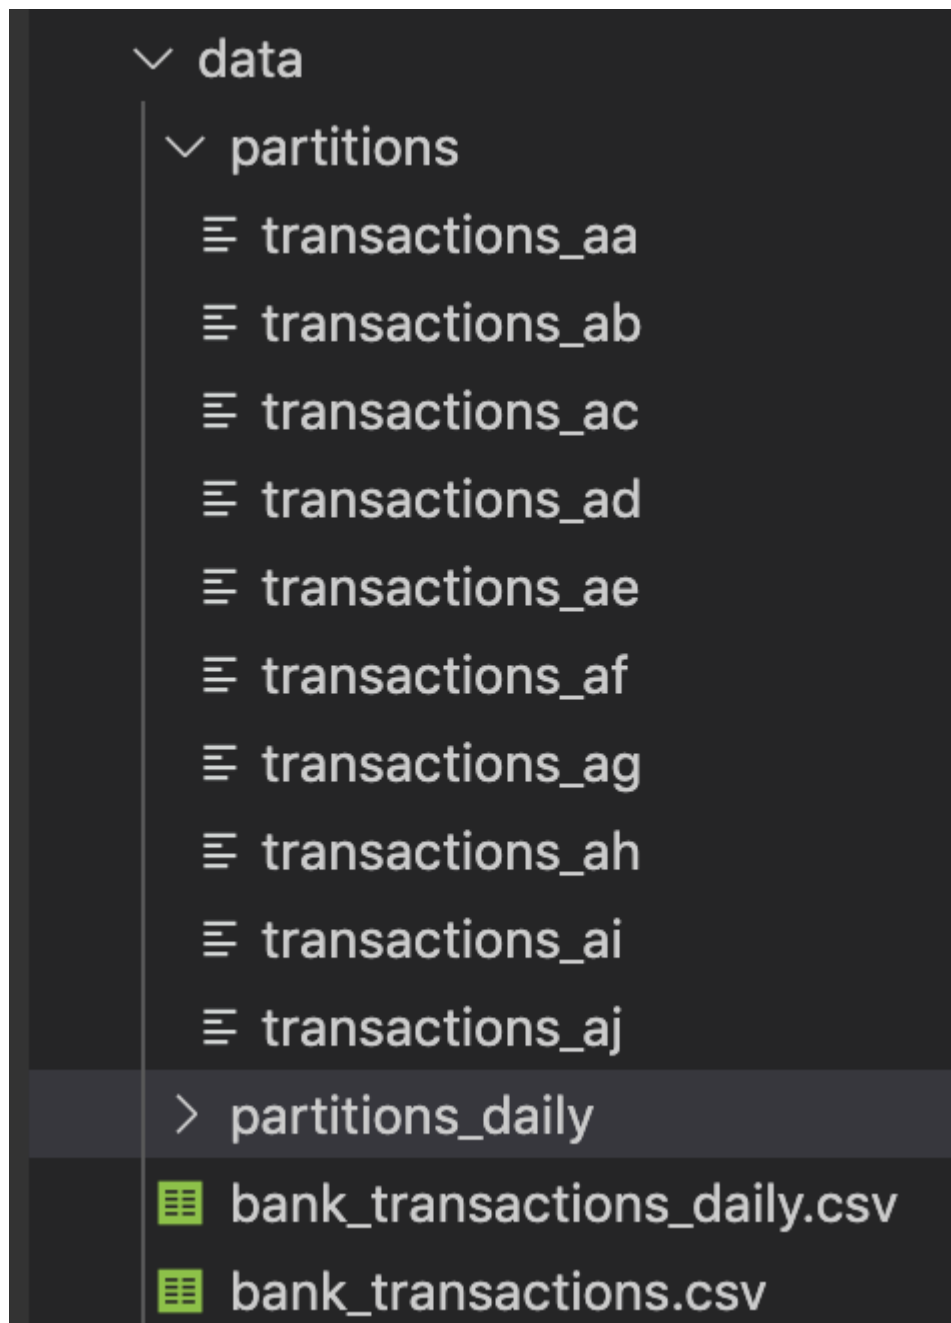 data
partitions
transactions_aa
transactions_ab
transactions_ac
transactions_ad
transactions_ae
transactions_af
transactions_ag
transactions_ah
transactions_ai
transactions_aj
partitions_daily
bank_transactions_daily.csv
bank_transactions.csv